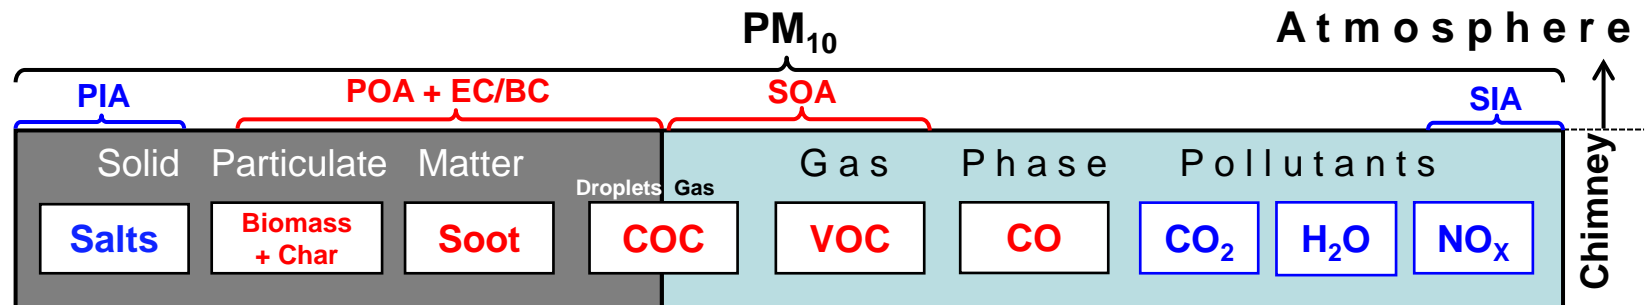 PM₁₀
Atmosphere
PIA
POA + EC/BC
SOA
SIA
Solid Particulate Matter
Gas Phase Pollutants
Droplets Gas
Salts
Biomass
+ Char
Soot
COC
VOC
CO
CO₂
H₂O
NOₓ
Chimney